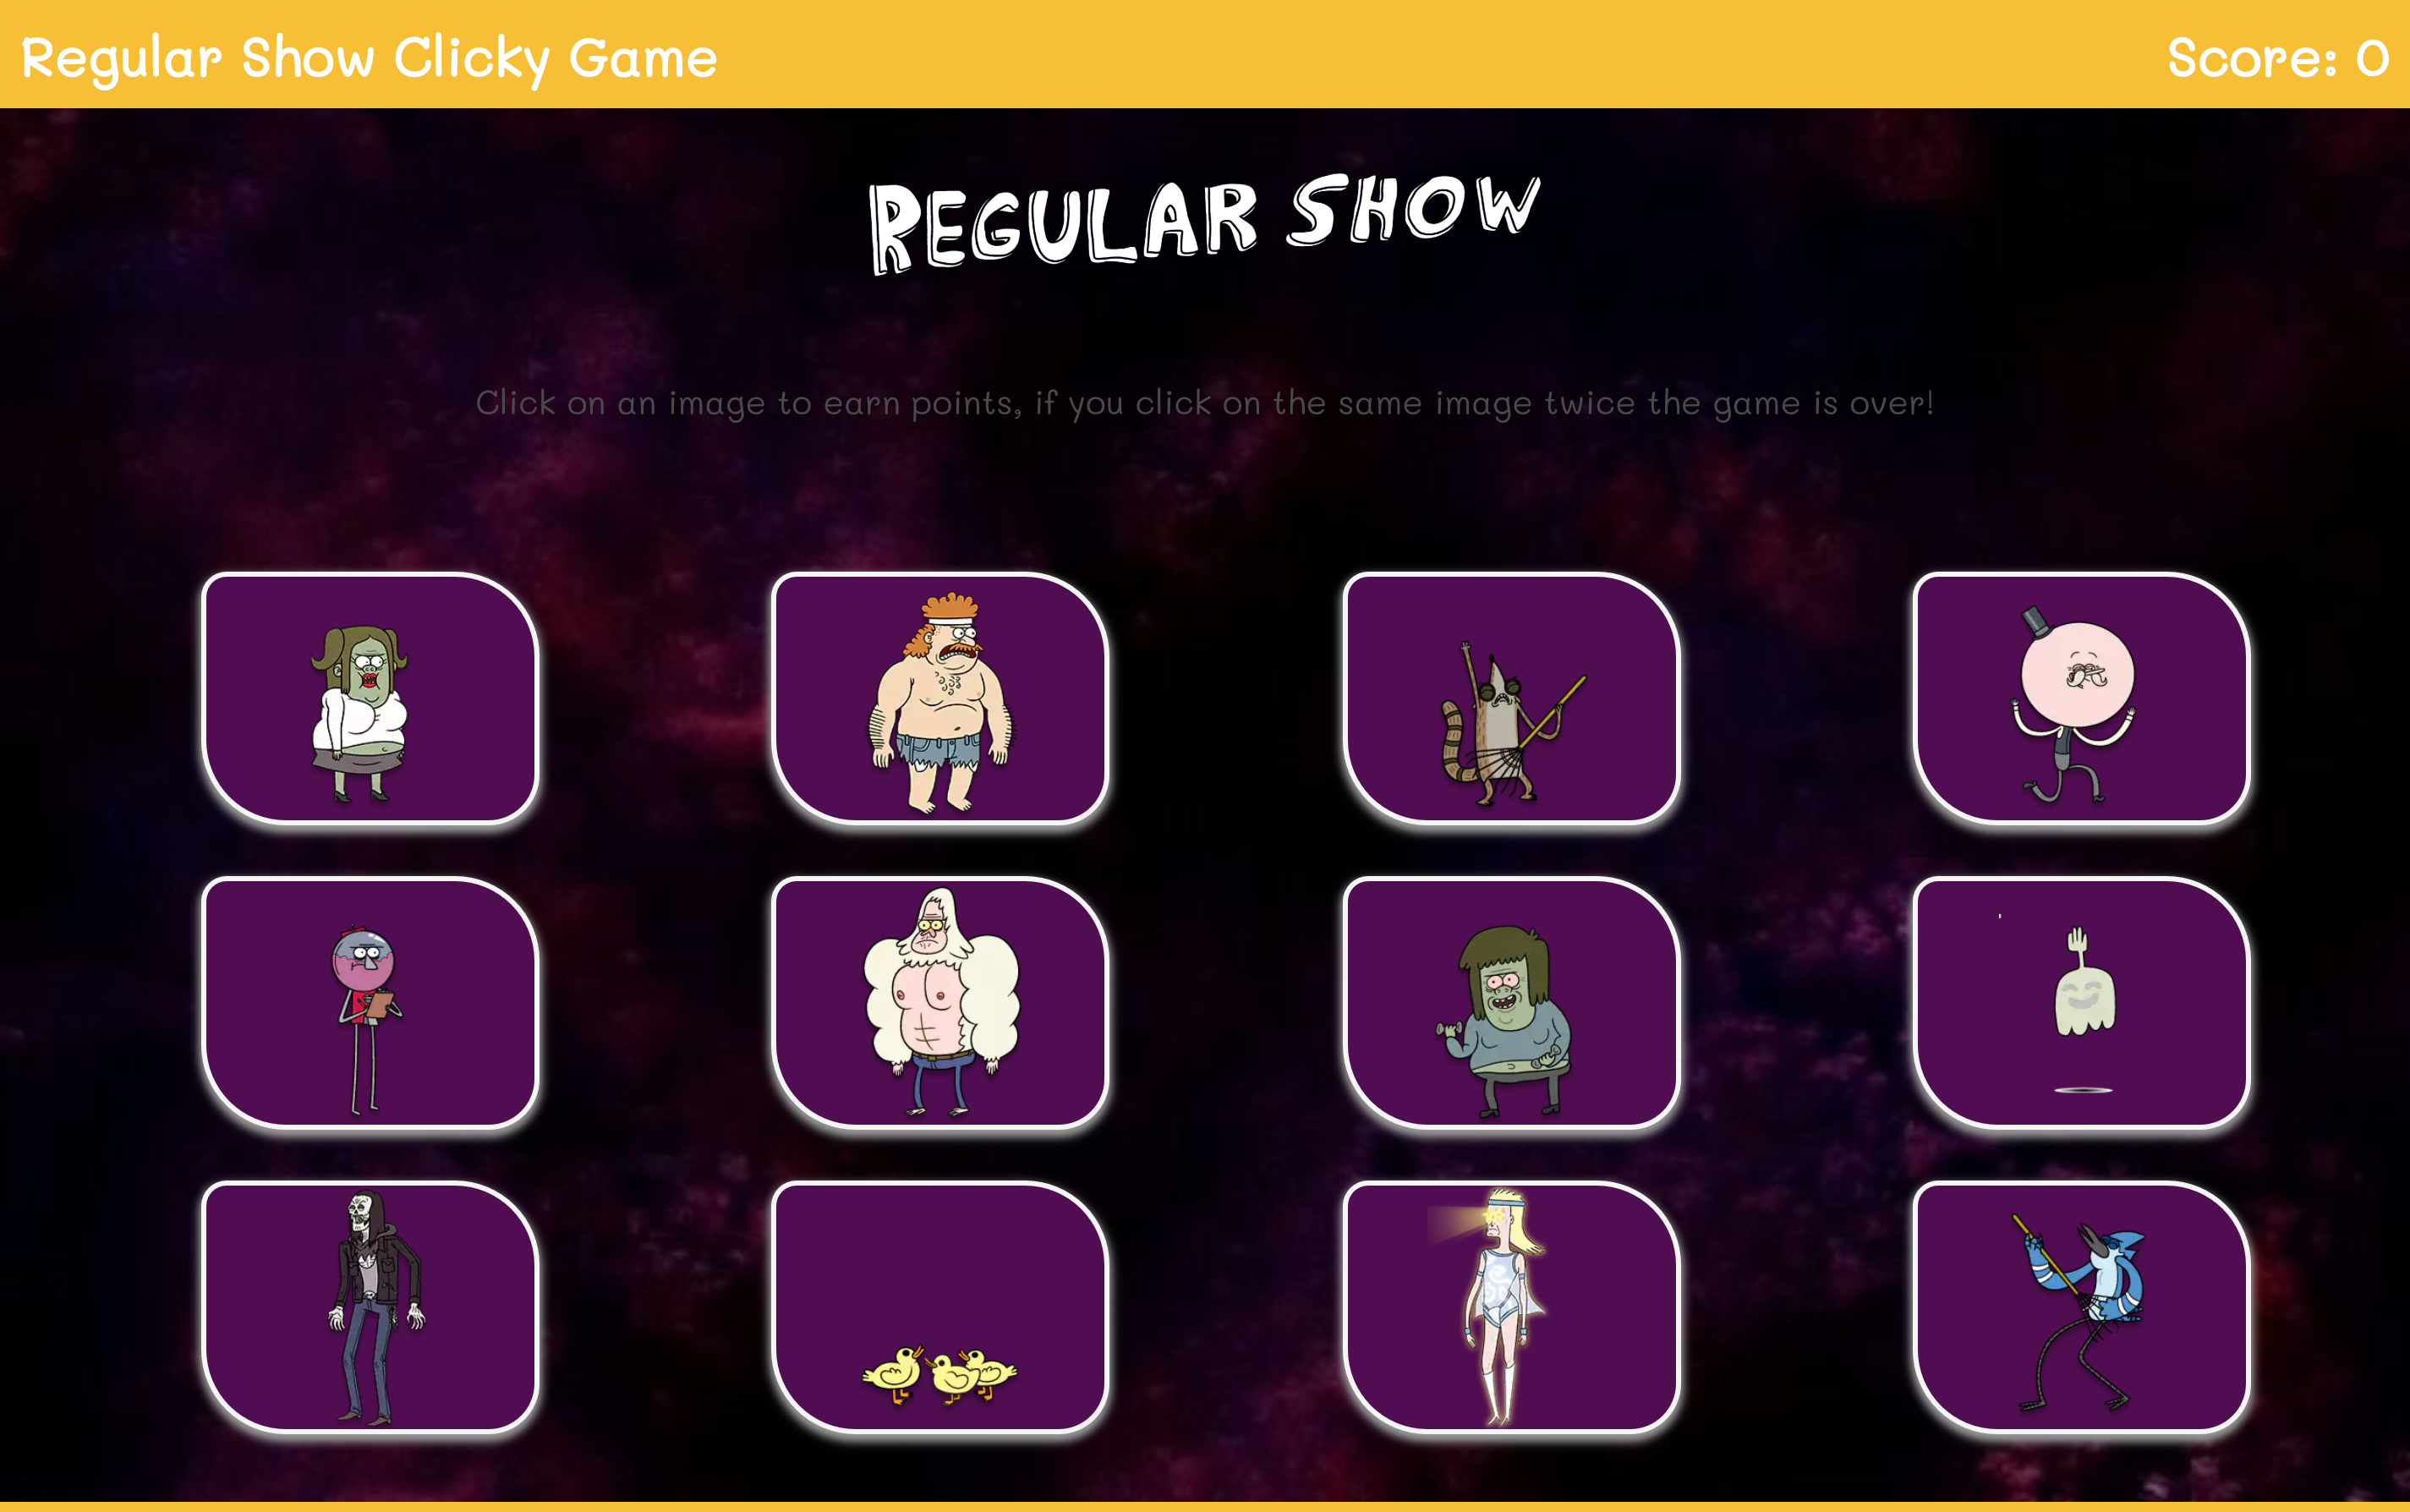 Regular Show Clicky Game
Score: 0
REGULAR SHOW
Click on an image to earn points, if you click on the same image twice the game is over!